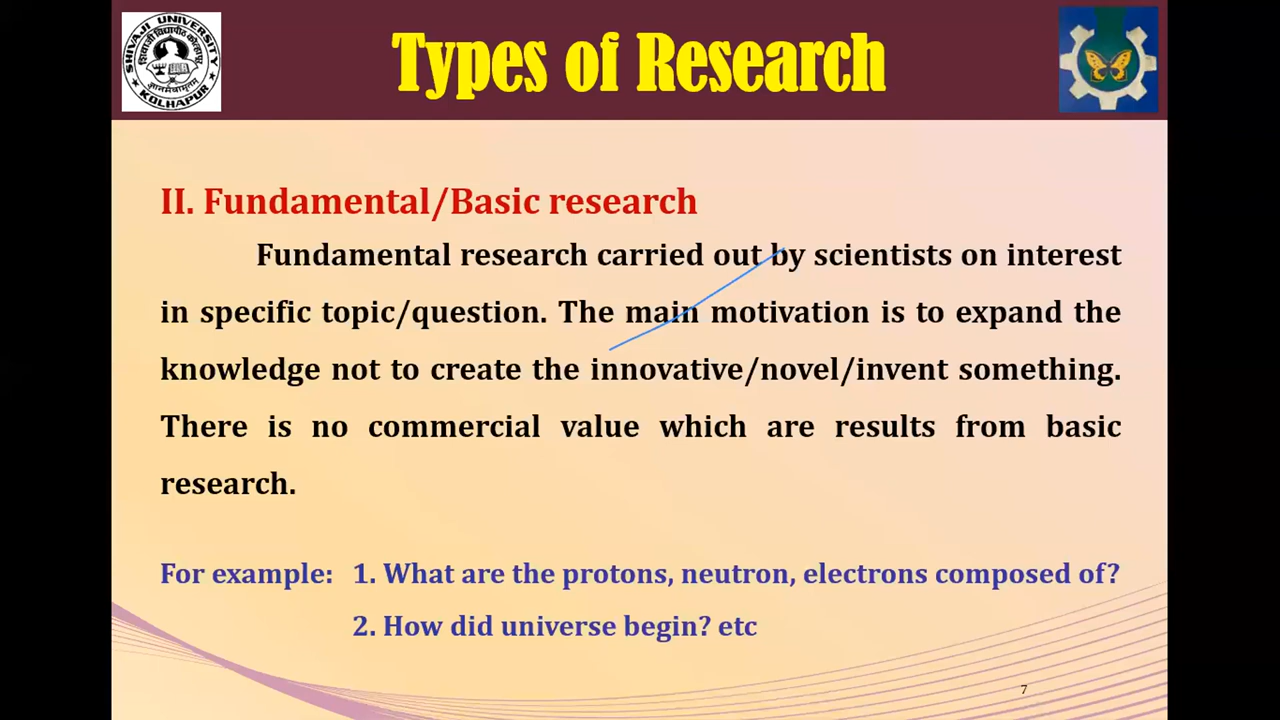 SHIVAJI UNIVERSITY
शिवाजी विद्यापीठ कोल्हापूर
KOLHAPUR
Types of Research
II. Fundamental/Basic research
Fundamental research carried out by scientists on interest
in specific topic/question. The main motivation is to expand the
knowledge not to create the innovative/novel/invent something.
There is no commercial value which are results from basic
research.
For example: 1. What are the protons, neutron, electrons composed of?
2. How did universe begin? etc
7